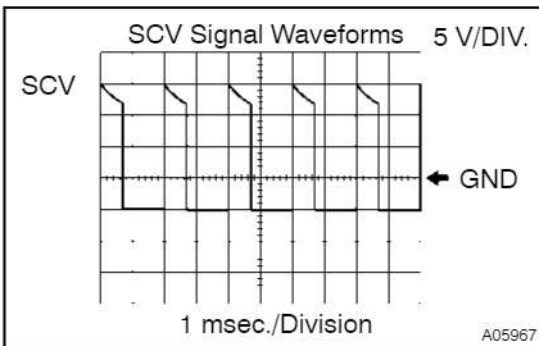 SCV Signal Waveforms 5 V/DIV.
SCV
GND
1 msec./Division
A05967